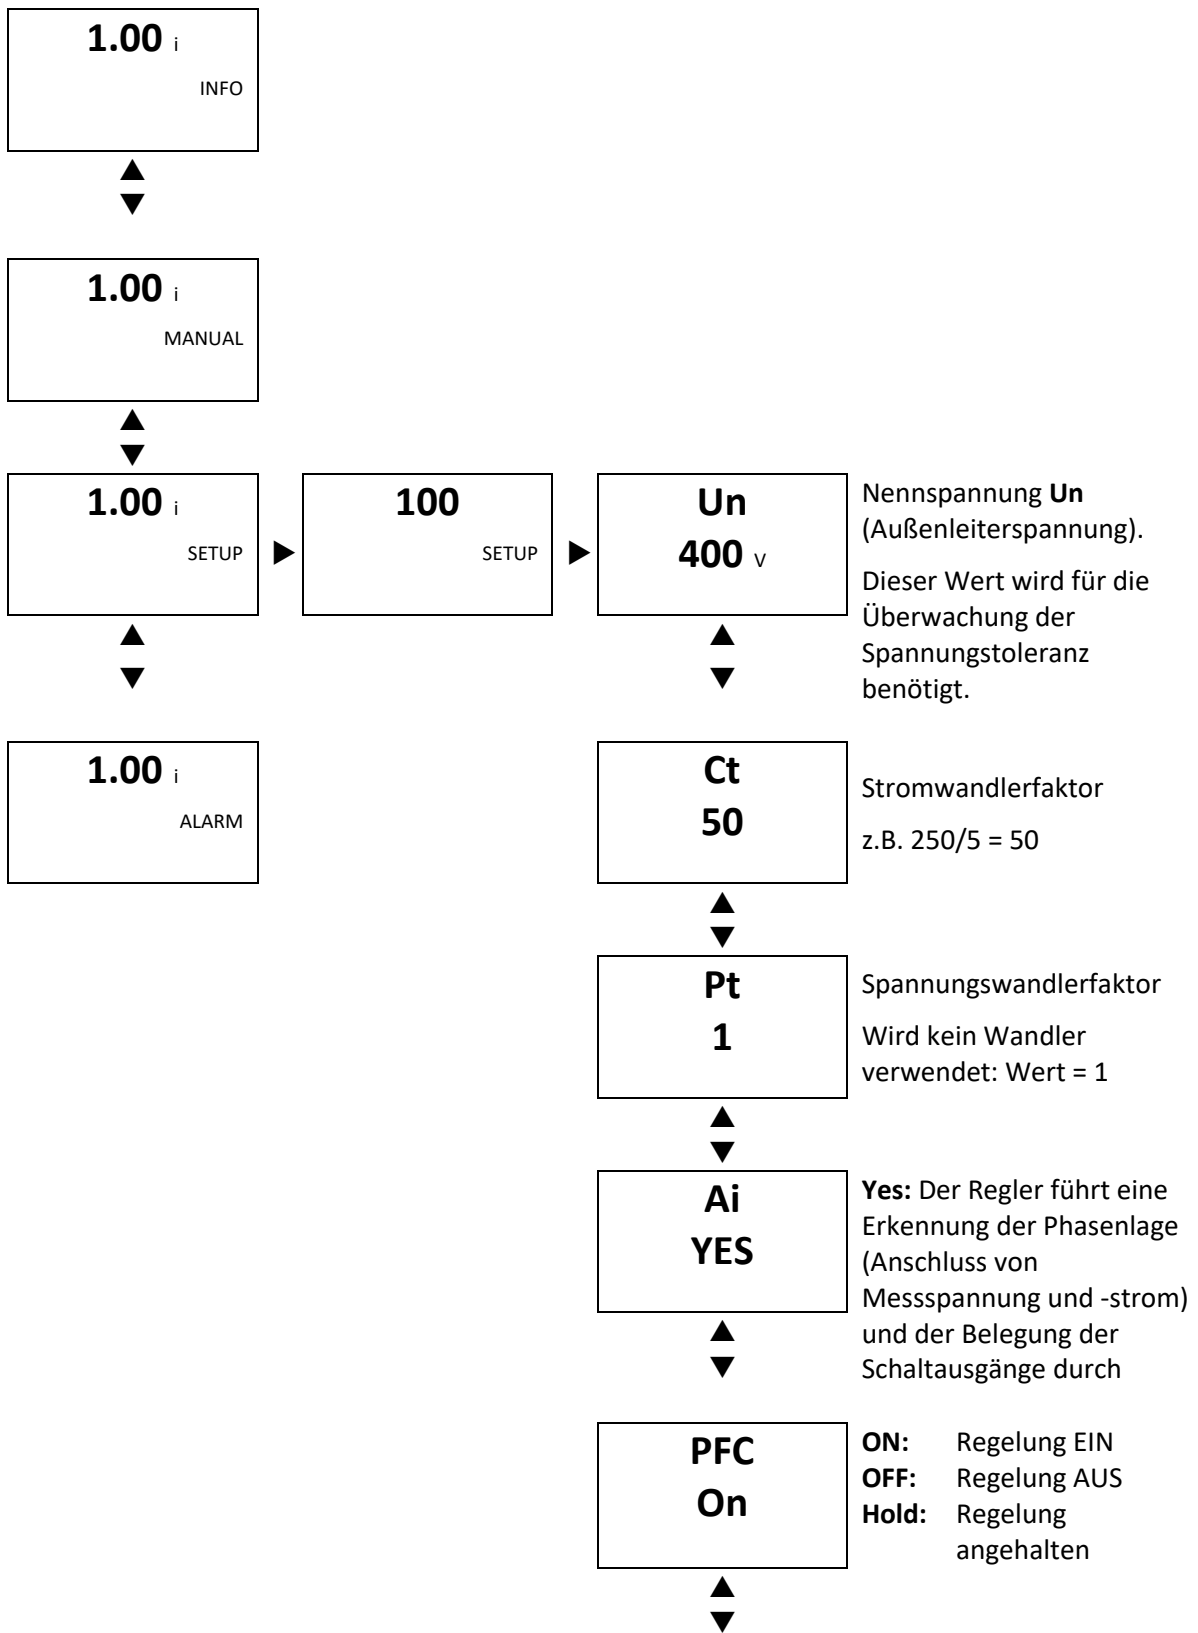 1.00 i
INFO
1.00 i
MANUAL
1.00 i
SETUP
100
SETUP
Un
400 V
Nennspannung Un
(Außenleiterspannung).
Dieser Wert wird für die
Überwachung der
Spannungstoleranz
benötigt.
1.00 i
ALARM
Ct
50
Stromwandlerfaktor
z.B. 250/5 = 50
Pt
1
Spannungswandlerfaktor
Wird kein Wandler
verwendet: Wert = 1
Ai
YES
Yes: Der Regler führt eine
Erkennung der Phasenlage
(Anschluss von
Messspannung und -strom)
und der Belegung der
Schaltausgänge durch
PFC
On
ON: Regelung EIN
OFF: Regelung AUS
Hold: Regelung
angehalten